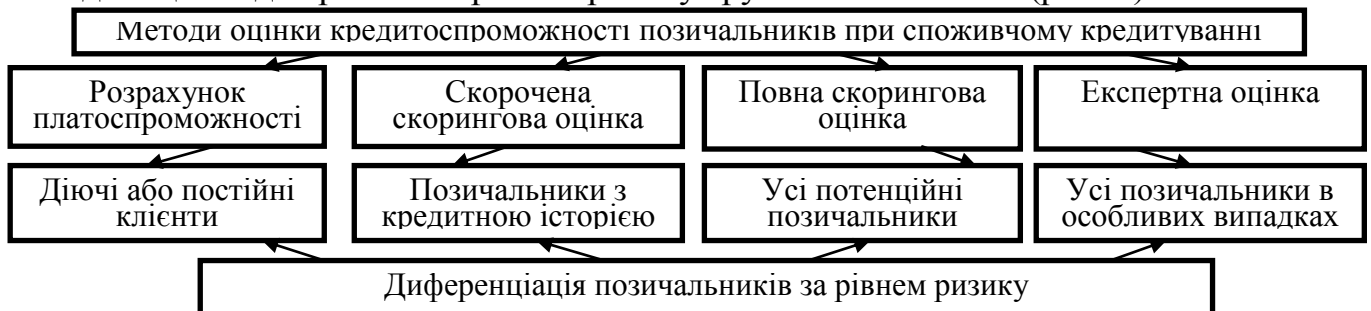 Методи оцінки кредитоспроможності позичальників при споживчому кредитуванні
Розрахунок
платоспроможності
Скорочена
скорингова оцінка
Повна скорингова
оцінка
Експертна оцінка
Діючі або постійні
клієнти
Позичальники з
кредитною історією
Усі потенційні
позичальники
Усі позичальники в
особливих випадках
Диференціація позичальників за рівнем ризику